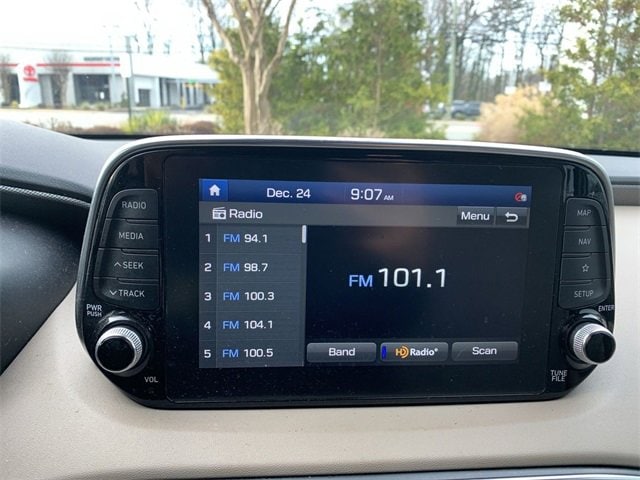 Dec. 24 9:07 AM
Radio Menu
1 FM 94.1
2 FM 98.7
3 FM 100.3
4 FM 104.1
5 FM 100.5
FM 101.1
Band HD Radio® Scan
RADIO
MEDIA
SEEK
TRACK
PWR
PUSH
VOL
MAP
NAV
SETUP
ENTER
TUNE
FILE